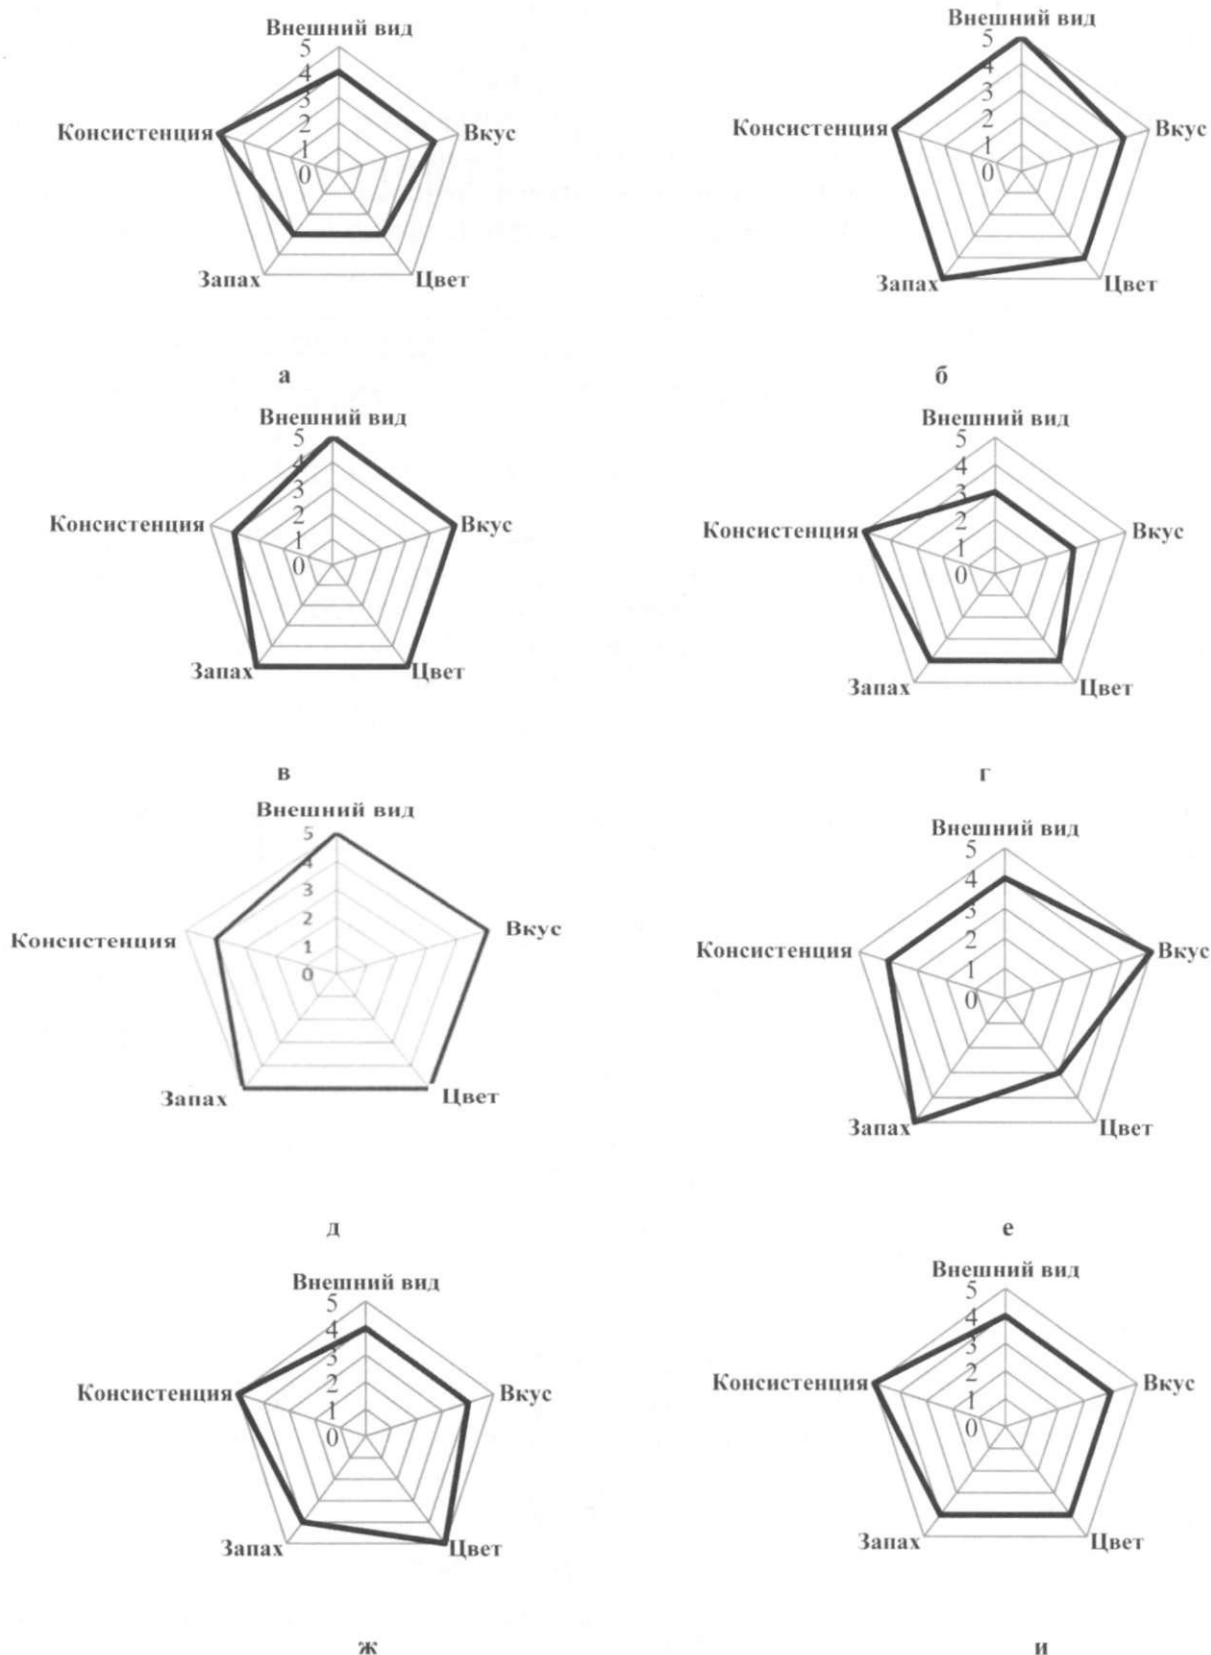 Внешний вид
5
4
3
2
1
0
Консистенция
Вкус
Запах
Цвет
а
Внешний вид
5
4
3
2
1
0
Консистенция
Вкус
Запах
Цвет
б
Внешний вид
5
4
3
2
1
0
Консистенция
Вкус
Запах
Цвет
в
Внешний вид
5
4
3
2
1
0
Консистенция
Вкус
Запах
Цвет
г
Внешний вид
5
4
3
2
1
0
Консистенция
Вкус
Запах
Цвет
д
Внешний вид
5
4
3
2
1
0
Консистенция
Вкус
Запах
Цвет
е
Внешний вид
5
4
3
2
1
0
Консистенция
Вкус
Запах
Цвет
ж
Внешний вид
5
4
3
2
1
0
Консистенция
Вкус
Запах
Цвет
и